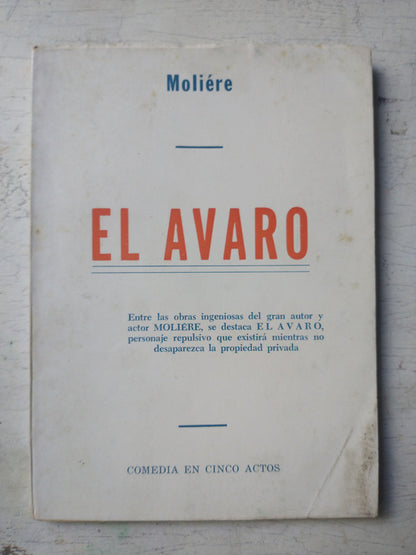 Moliére
EL AVARO
Entre las obras ingeniosas del gran autor y
actor MOLIÉRE, se destaca EL AVARO,
personaje repulsivo que existirá mientras no
desaparezca la propiedad privada
COMEDIA EN CINCO ACTOS